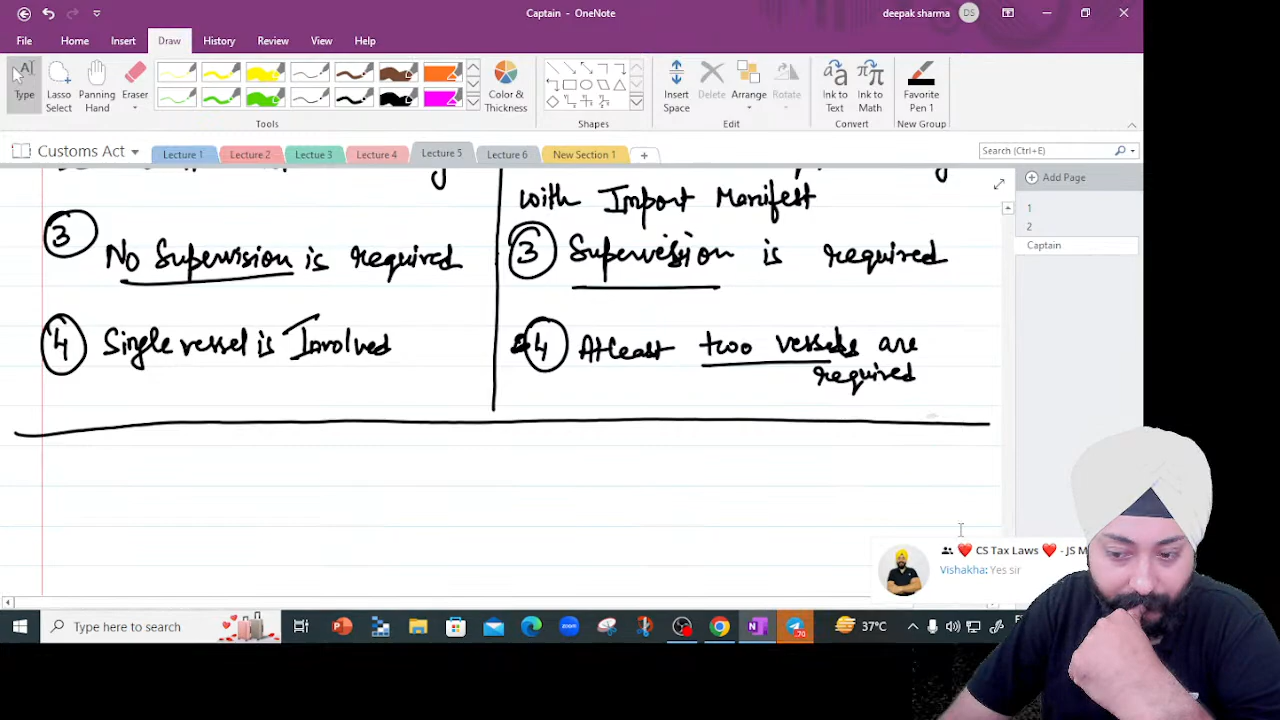 Captain - OneNote
deepak sharma DS
File Home Insert Draw History Review View Help
Type
Lasso Select
Panning Hand
Eraser
Color & Thickness
Insert Space
Delete
Arrange
Rotate
Ink to Text
Ink to Math
Favorite Pen 1
Tools
Shapes
Edit
Convert
New Group
Customs Act
Lecture 1
Lecture 2
Lectue 3
Lecture 4
Lecture 5
Lecture 6
New Section 1
Search (Ctrl+E)
Add Page
1
2
Captain
with Import Manifest
3 No Supervision is required
3 Supervision is required
4 Single vessel is Involved
4 Atleast two vessels are
required
❤️ CS Tax Laws ❤️ - JS M
Vishakha: Yes sir
Type here to search
zoom
70
37°C